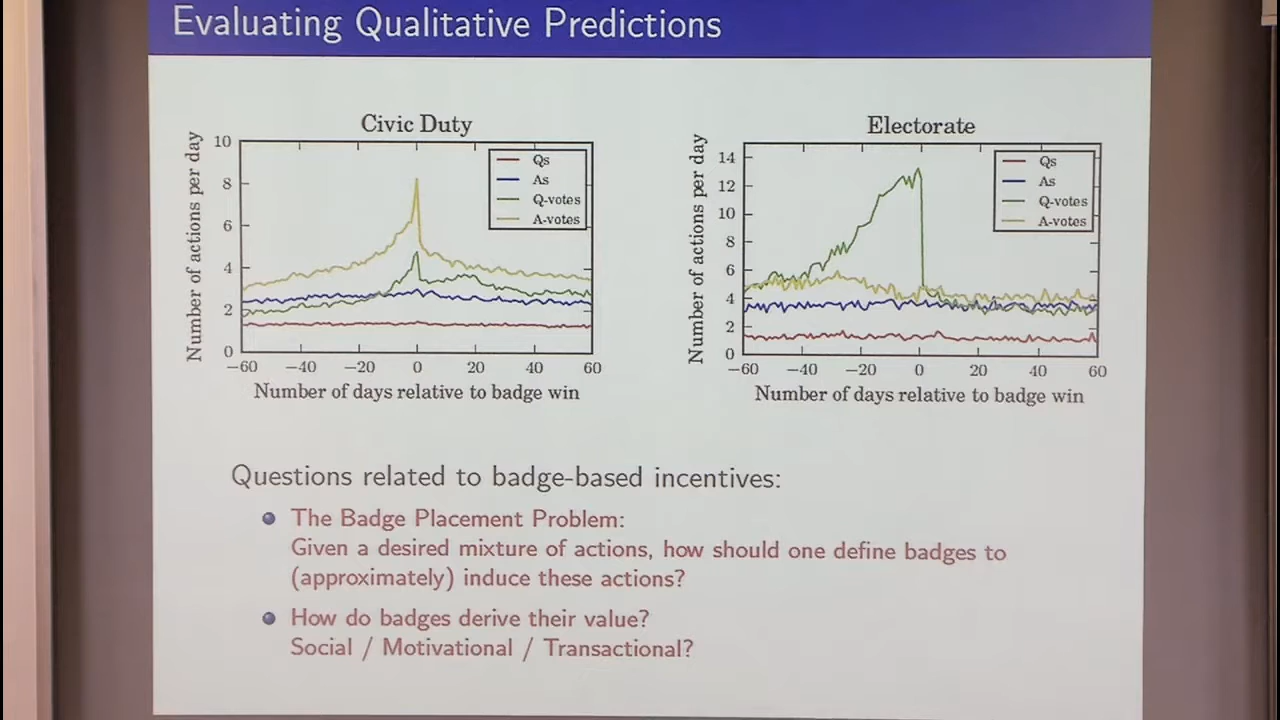 Evaluating Qualitative Predictions
Civic Duty
Number of actions per day
10
8
6
4
2
0
Qs
As
Q-votes
A-votes
−60
−40
−20
0
20
40
60
Number of days relative to badge win
Electorate
Number of actions per day
14
12
10
8
6
4
2
0
Qs
As
Q-votes
A-votes
−60
−40
−20
0
20
40
60
Number of days relative to badge win
Questions related to badge-based incentives:
The Badge Placement Problem:
Given a desired mixture of actions, how should one define badges to
(approximately) induce these actions?
How do badges derive their value?
Social / Motivational / Transactional?